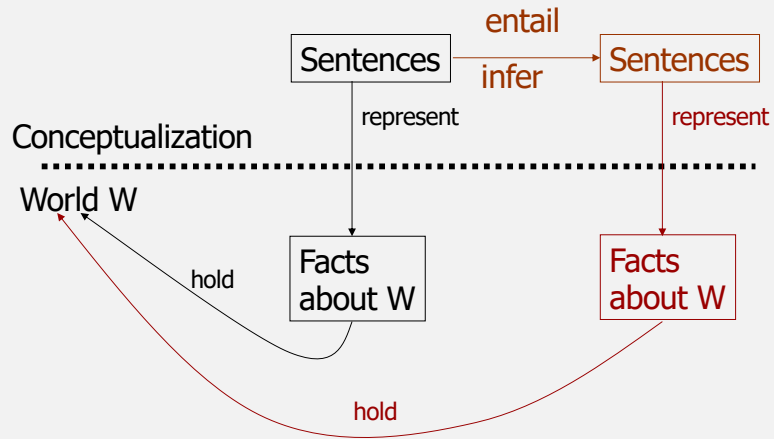 entail
Sentences
Sentences
infer
represent
represent
Conceptualization
World W
Facts
about W
Facts
about W
hold
hold